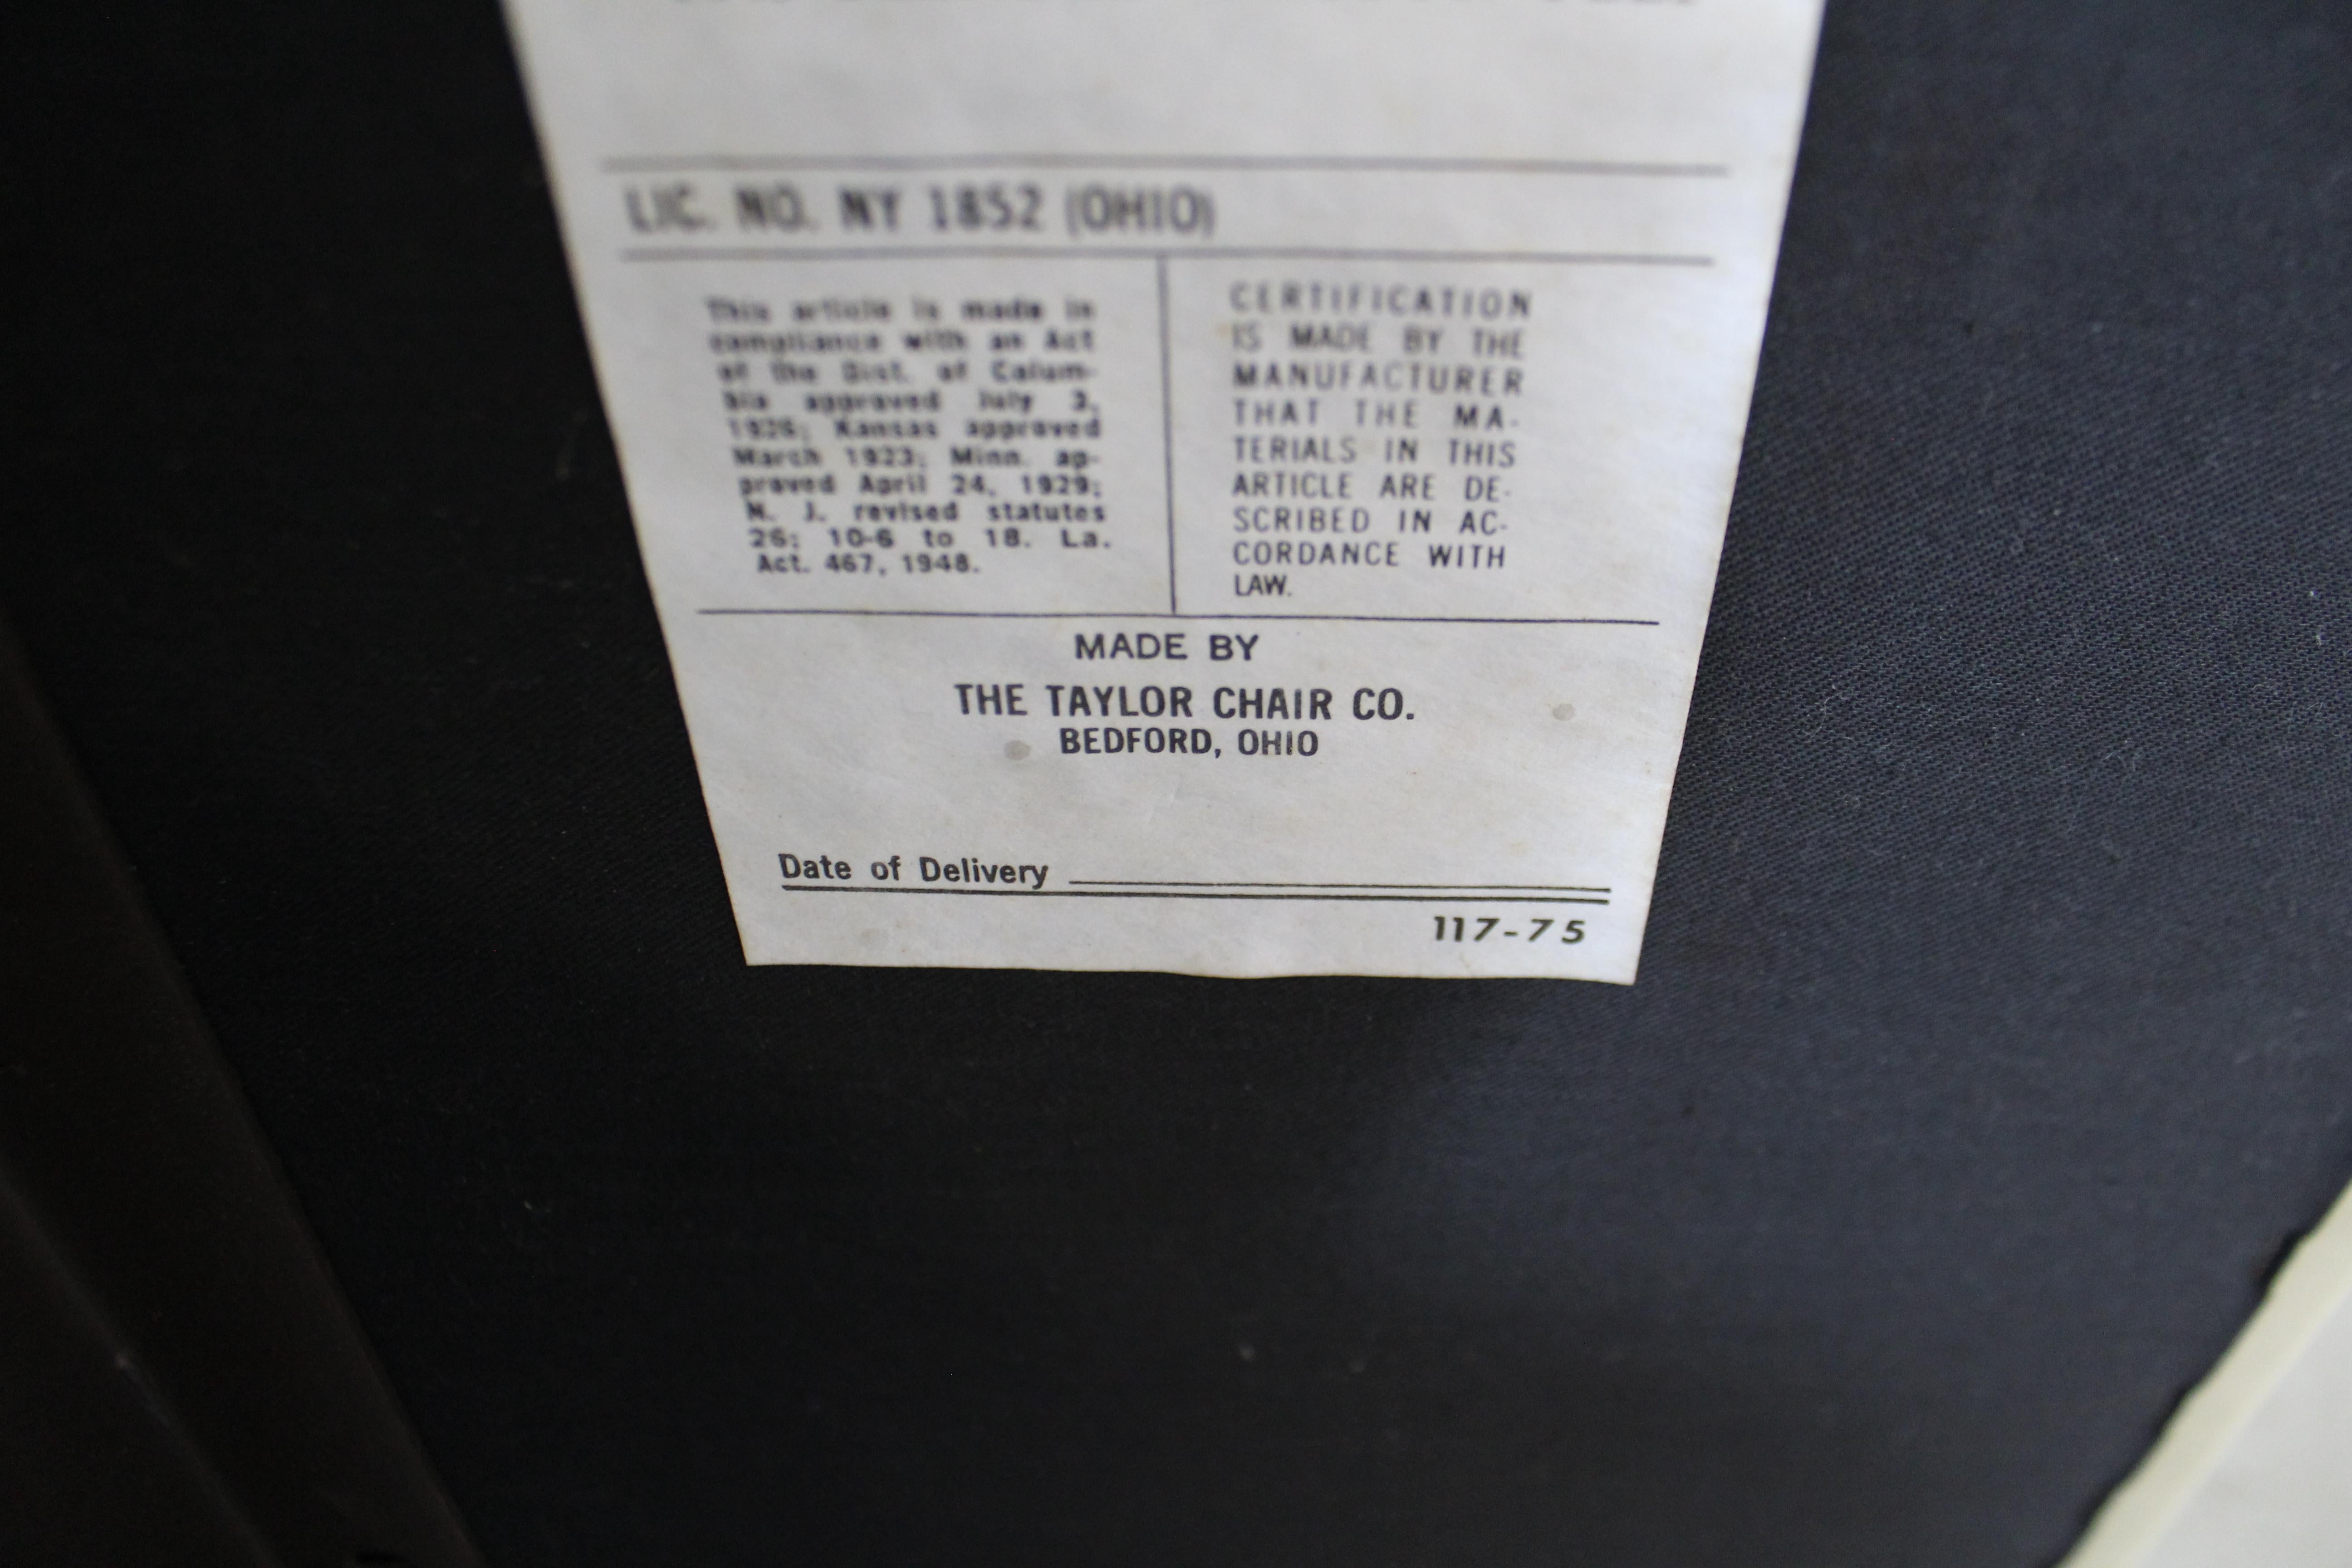 LIC. NO. NY 1852 (OHIO)
This article is made in
compliance with an Act
of the Dist. of Colum-
bia approved July 3,
1926; Kansas approved
March 1923; Minn. ap-
proved April 24, 1929;
N. J. revised statutes
26: 10-6 to 18. La.
Act. 467, 1948.
CERTIFICATION
IS MADE BY THE
MANUFACTURER
THAT THE MA-
TERIALS IN THIS
ARTICLE ARE DE-
SCRIBED IN AC-
CORDANCE WITH
LAW.
MADE BY
THE TAYLOR CHAIR CO.
BEDFORD, OHIO
Date of Delivery
117-75